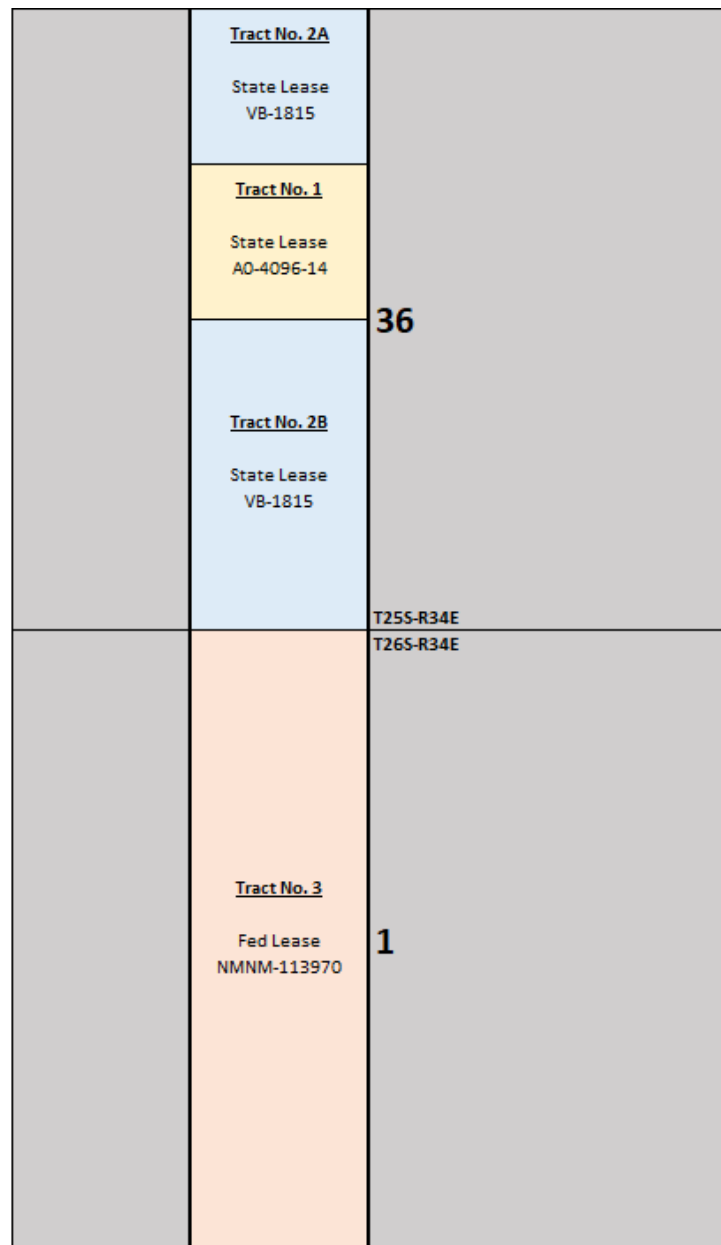 Tract No. 2A
State Lease
VB-1815
Tract No. 1
State Lease
A0-4096-14
36
Tract No. 2B
State Lease
VB-1815
T25S-R34E
T26S-R34E
Tract No. 3
Fed Lease
NMNM-113970
1